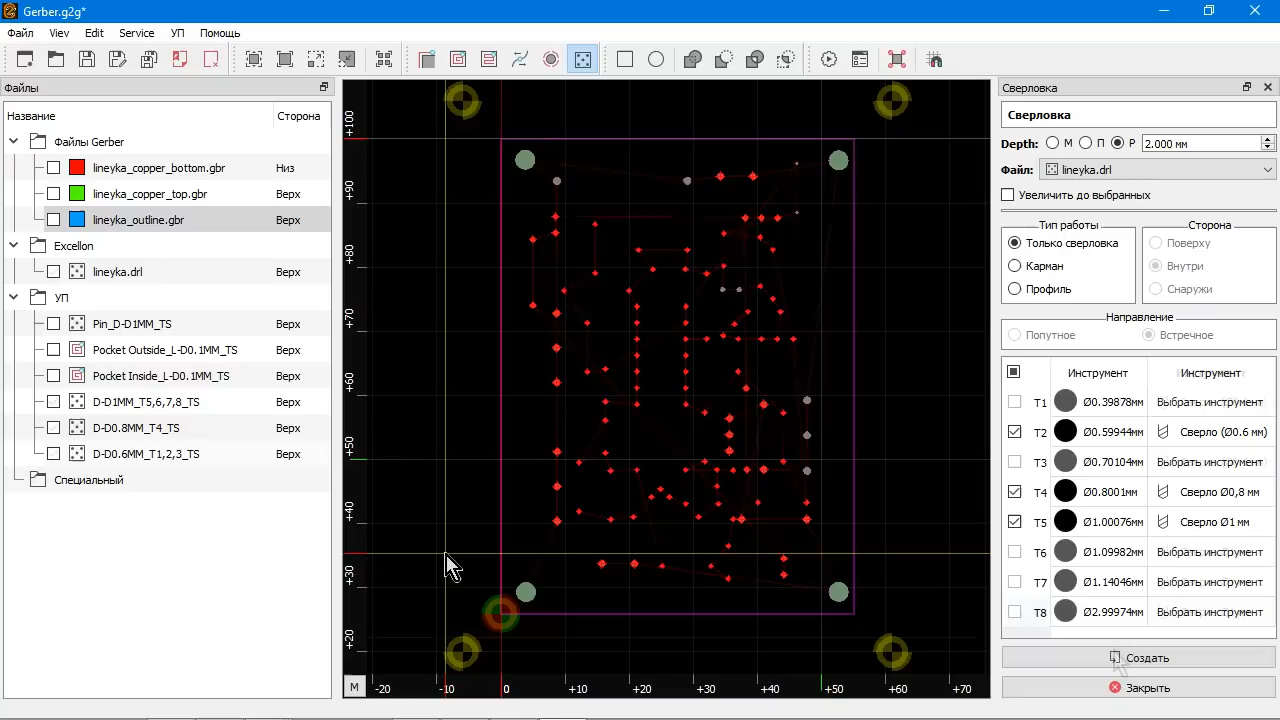 Gerber.g2g*
Файл Viev Edit Service УП Помощь
Файлы
Название Сторона
Файлы Gerber
lineyka_copper_bottom.gbr Низ
lineyka_copper_top.gbr Верх
lineyka_outline.gbr Верх
Excellon
lineyka.drl Верх
УП
Pin_D-D1MM_TS Верх
Pocket Outside_L-D0.1MM_TS Верх
Pocket Inside_L-D0.1MM_TS Верх
D-D1MM_T5,6,7,8_TS Верх
D-D0.8MM_T4_TS Верх
D-D0.6MM_T1,2,3_TS Верх
Специальный
+100
+90
+80
+70
+60
+50
+40
+30
+20
M -20 -10 0 +10 +20 +30 +40 +50 +60 +70
Сверловка
Сверловка
Depth: М П Р 2.000 мм
Файл: lineyka.drl
Увеличить до выбранных
Тип работы
Только сверловка
Карман
Профиль
Сторона
Поверху
Внутри
Снаружи
Направление
Попутное Встречное
Инструмент Инструмент
T1 Ø0.39878мм Выбрать инструмент
T2 Ø0.59944мм Сверло (Ø0.6 мм)
T3 Ø0.70104мм Выбрать инструмент
T4 Ø0.8001мм Сверло Ø0,8 мм
T5 Ø1.00076мм Сверло Ø1 мм
T6 Ø1.09982мм Выбрать инструмент
T7 Ø1.14046мм Выбрать инструмент
T8 Ø2.99974мм Выбрать инструмент
Создать
Закрыть